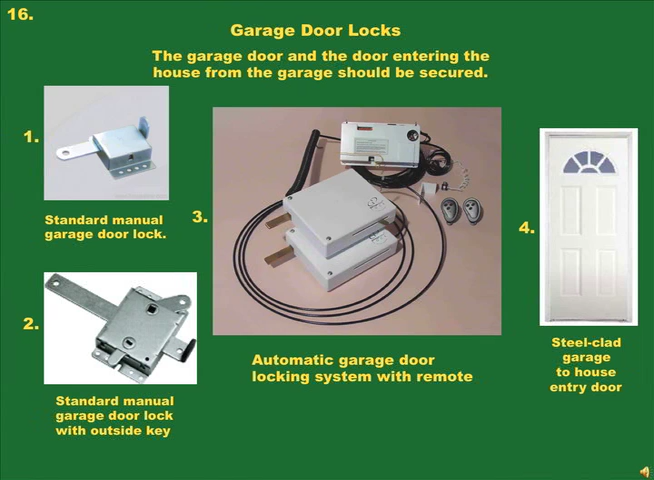 16.
Garage Door Locks
The garage door and the door entering the
house from the garage should be secured.
1.
Standard manual
garage door lock.
2.
Standard manual
garage door lock
with outside key
3.
Automatic garage door
locking system with remote
4.
Steel-clad
garage
to house
entry door